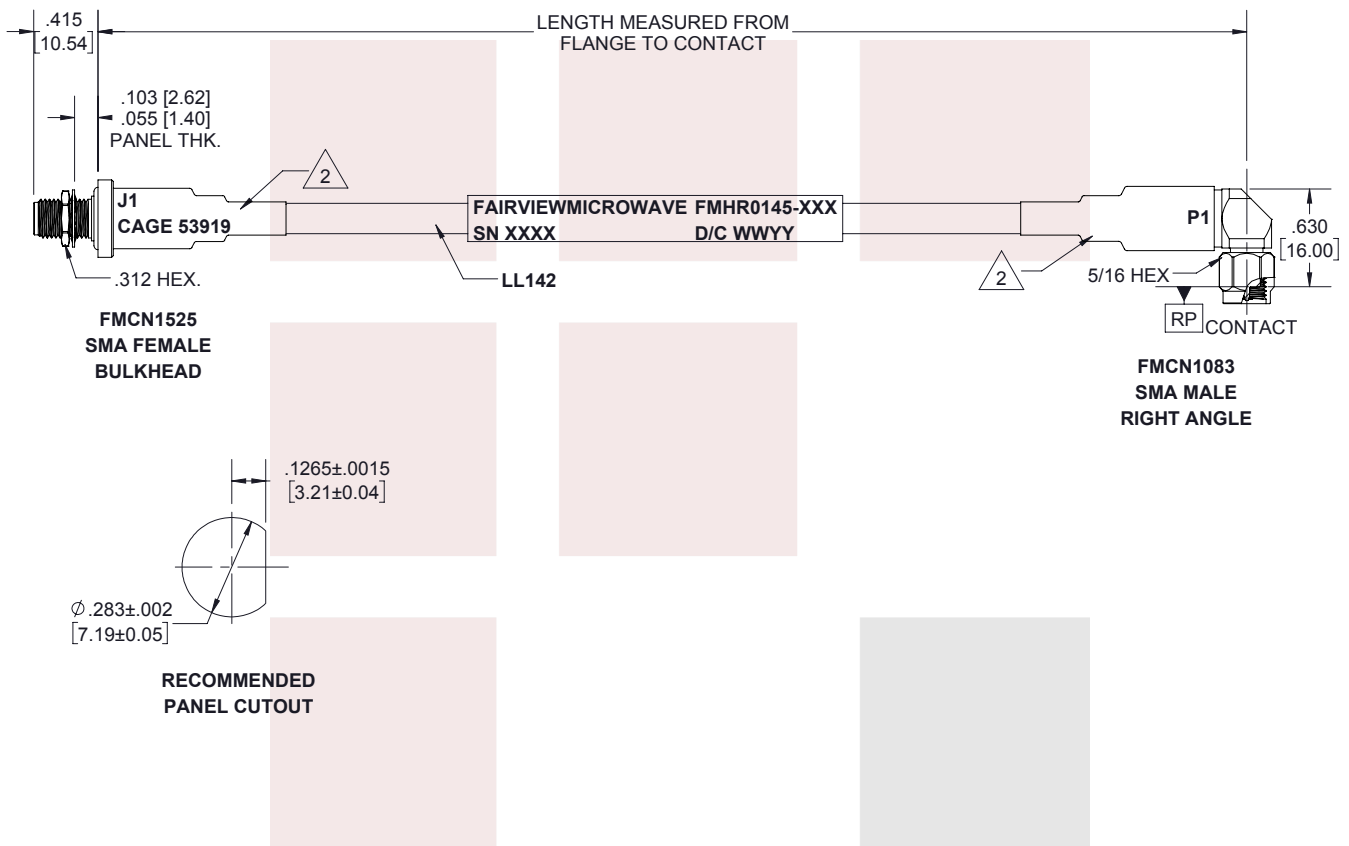 .415
[10.54]
LENGTH MEASURED FROM
FLANGE TO CONTACT
.103 [2.62]
.055 [1.40]
PANEL THK.
2
J1
CAGE 53919
FAIRVIEWMICROWAVE FMHR0145-XXX
SN XXXX D/C WWYY
P1
.630
[16.00]
.312 HEX.
LL142
2
5/16 HEX
RP
CONTACT
FMCN1525
SMA FEMALE
BULKHEAD
FMCN1083
SMA MALE
RIGHT ANGLE
.1265±.0015
[3.21±0.04]
∅.283±.002
[7.19±0.05]
RECOMMENDED
PANEL CUTOUT